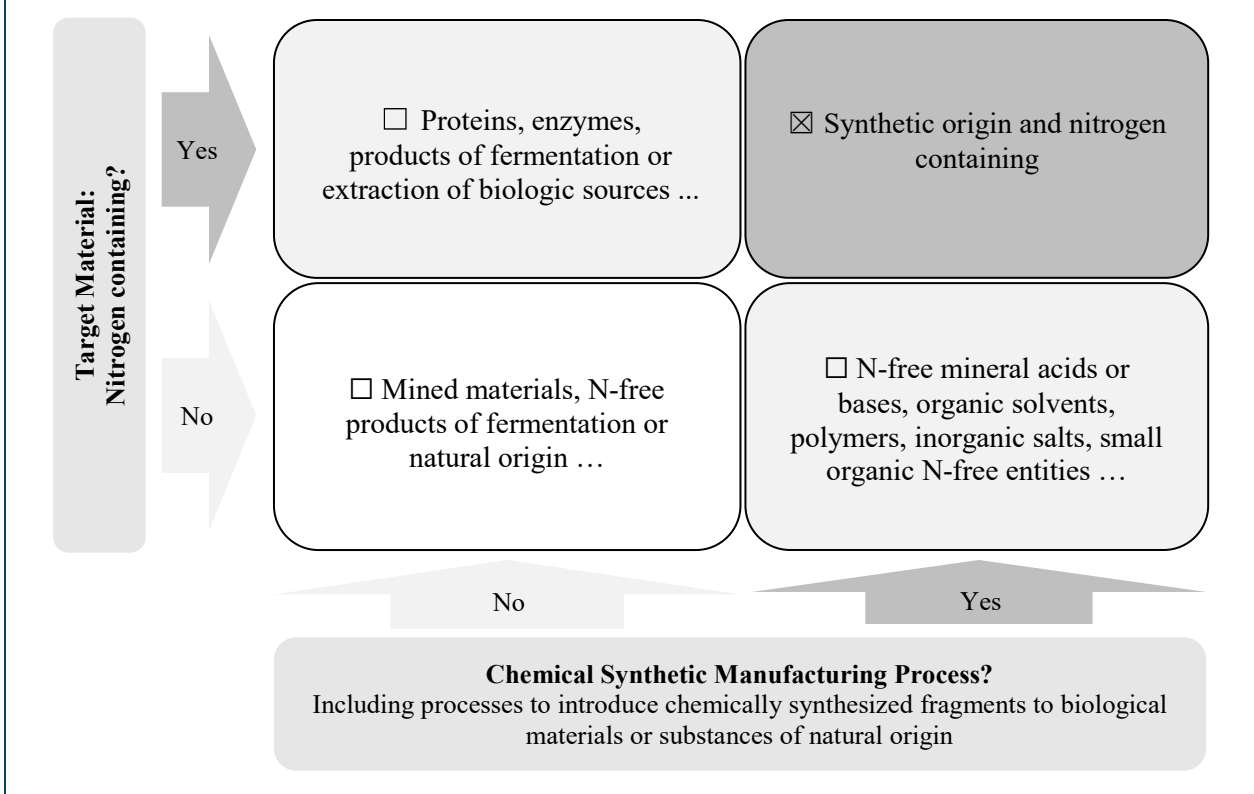 Target Material:
Nitrogen containing?
Yes
☐ Proteins, enzymes,
products of fermentation or
extraction of biologic sources ...
☒ Synthetic origin and nitrogen
containing
No
☐ Mined materials, N-free
products of fermentation or
natural origin …
☐ N-free mineral acids or
bases, organic solvents,
polymers, inorganic salts, small
organic N-free entities …
No
Yes
Chemical Synthetic Manufacturing Process?
Including processes to introduce chemically synthesized fragments to biological
materials or substances of natural origin